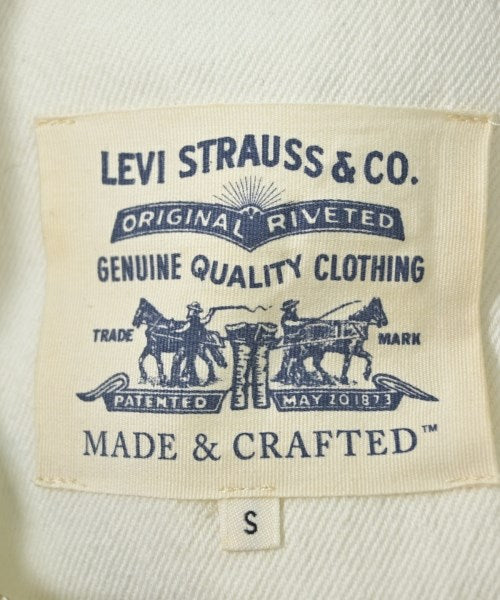 LEVI STRAUSS & CO.
ORIGINAL RIVETED
GENUINE QUALITY CLOTHING
TRADE MARK
PATENTED MAY 20 1873
MADE & CRAFTED™
S